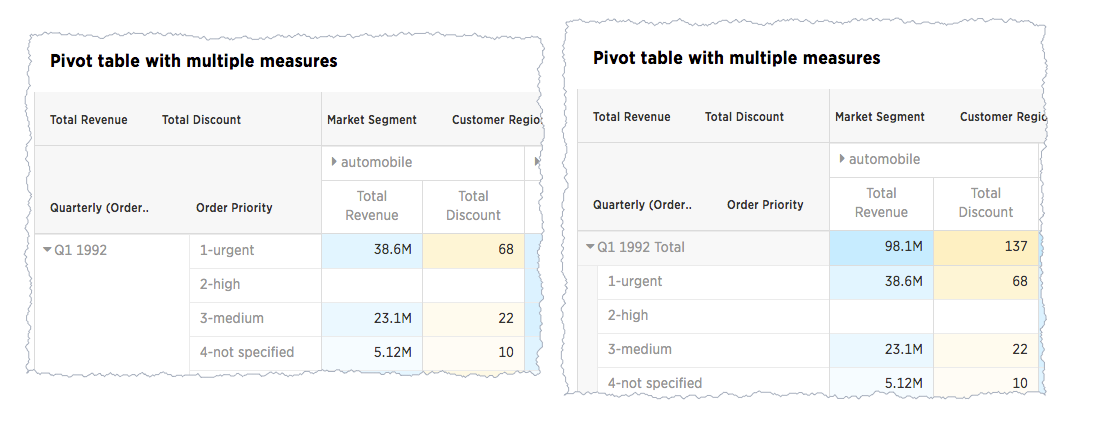 Pivot table with multiple measures
Total Revenue Total Discount Market Segment Customer Regio
automobile
Quarterly (Order.. Order Priority Total Revenue Total Discount
Q1 1992 1-urgent 38.6M 68
2-high
3-medium 23.1M 22
4-not specified 5.12M 10
Pivot table with multiple measures
Total Revenue Total Discount Market Segment Customer Regio
automobile
Quarterly (Order.. Order Priority Total Revenue Total Discount
Q1 1992 Total 98.1M 137
1-urgent 38.6M 68
2-high
3-medium 23.1M 22
4-not specified 5.12M 10